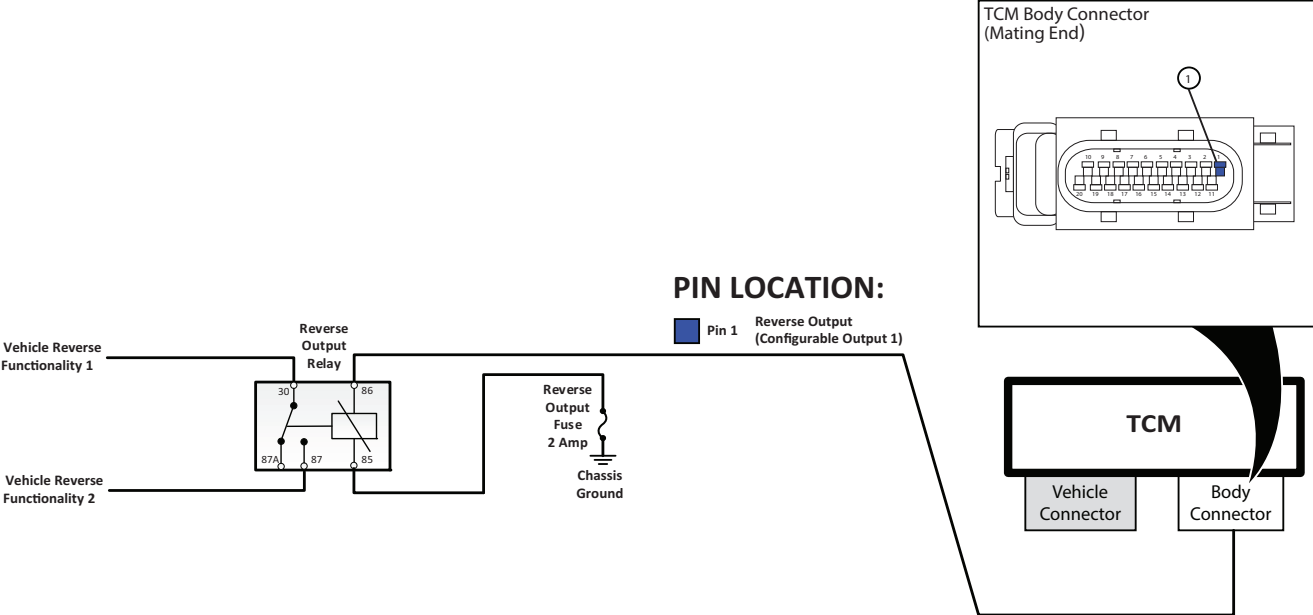 TCM Body Connector
(Mating End)
1
10 9 8 7 6 5 4 3 2 1
20 19 18 17 16 15 14 13 12 11
PIN LOCATION:
Pin 1
Reverse Output
(Configurable Output 1)
Vehicle Reverse
Functionality 1
Reverse
Output
Relay
30
86
87A
87
85
Reverse
Output
Fuse
2 Amp
Chassis
Ground
Vehicle Reverse
Functionality 2
TCM
Vehicle
Connector
Body
Connector